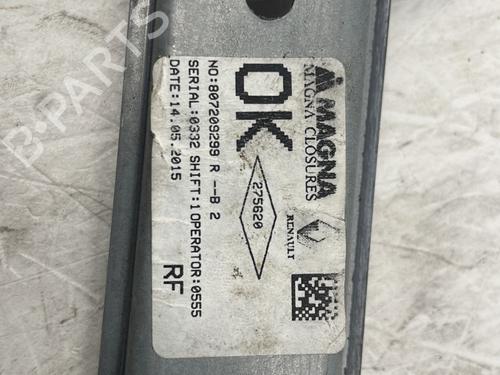 MAGNA
MAGNA CLOSURES
RENAULT
OK
275620
NO:807209299 R --B 2
SERIAL:0332 SHIFT:1 OPERATOR:0555
DATE:14.05.2015
RF
B-Parts